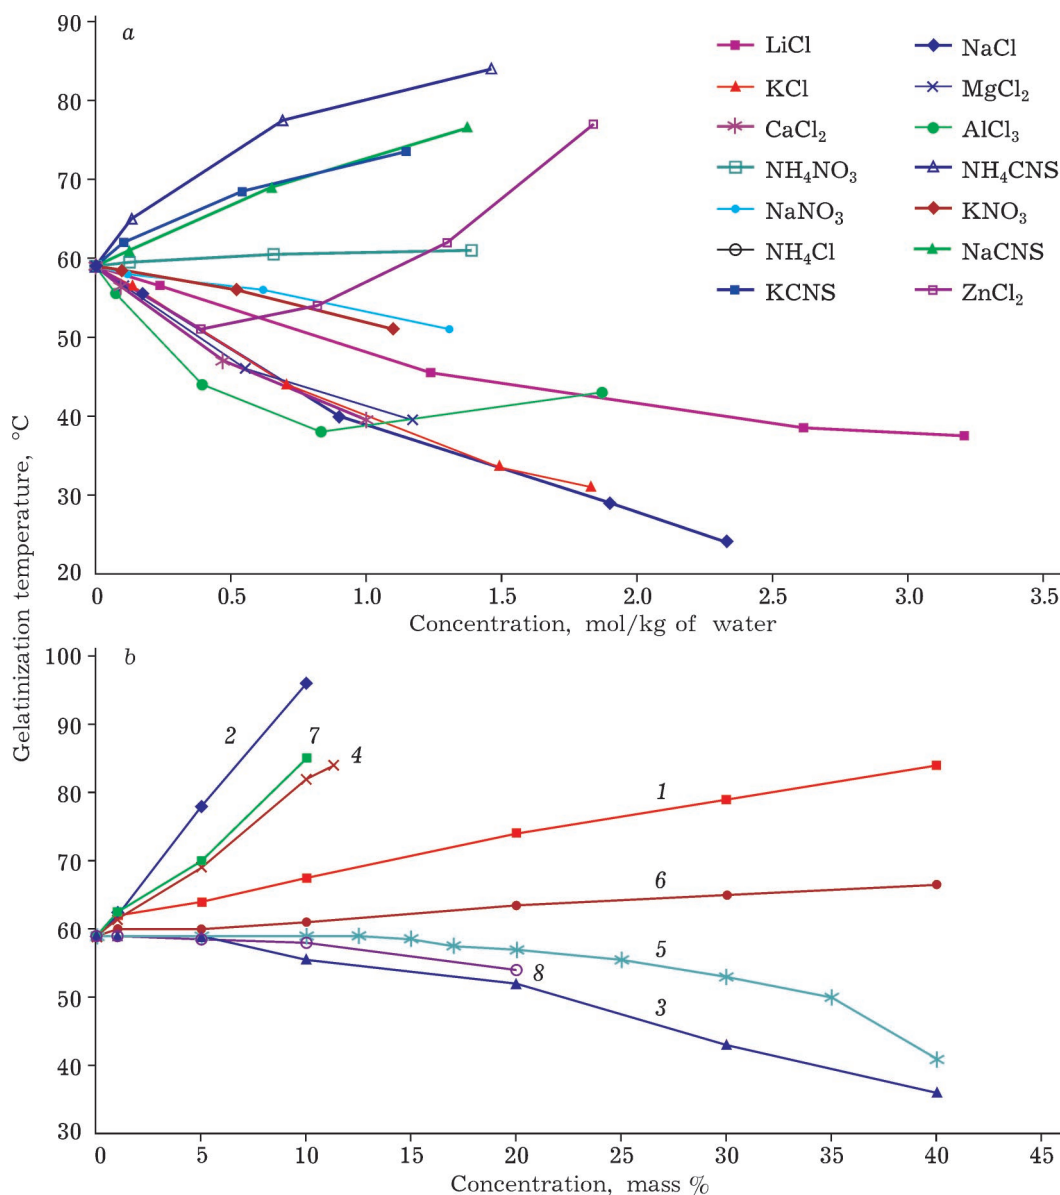 a
90
80
70
60
50
40
30
20
0 0.5 1.0 1.5 2.0 2.5 3.0 3.5
Concentration, mol/kg of water
LiCl NaCl
KCl MgCl₂
CaCl₂ AlCl₃
NH₄NO₃ NH₄CNS
NaNO₃ KNO₃
NH₄Cl NaCNS
KCNS ZnCl₂
Gelatinization temperature, °C
b
100
90
80
70
60
50
40
30
2
7
4
1
6
5
8
3
0 5 10 15 20 25 30 35 40 45
Concentration, mass %